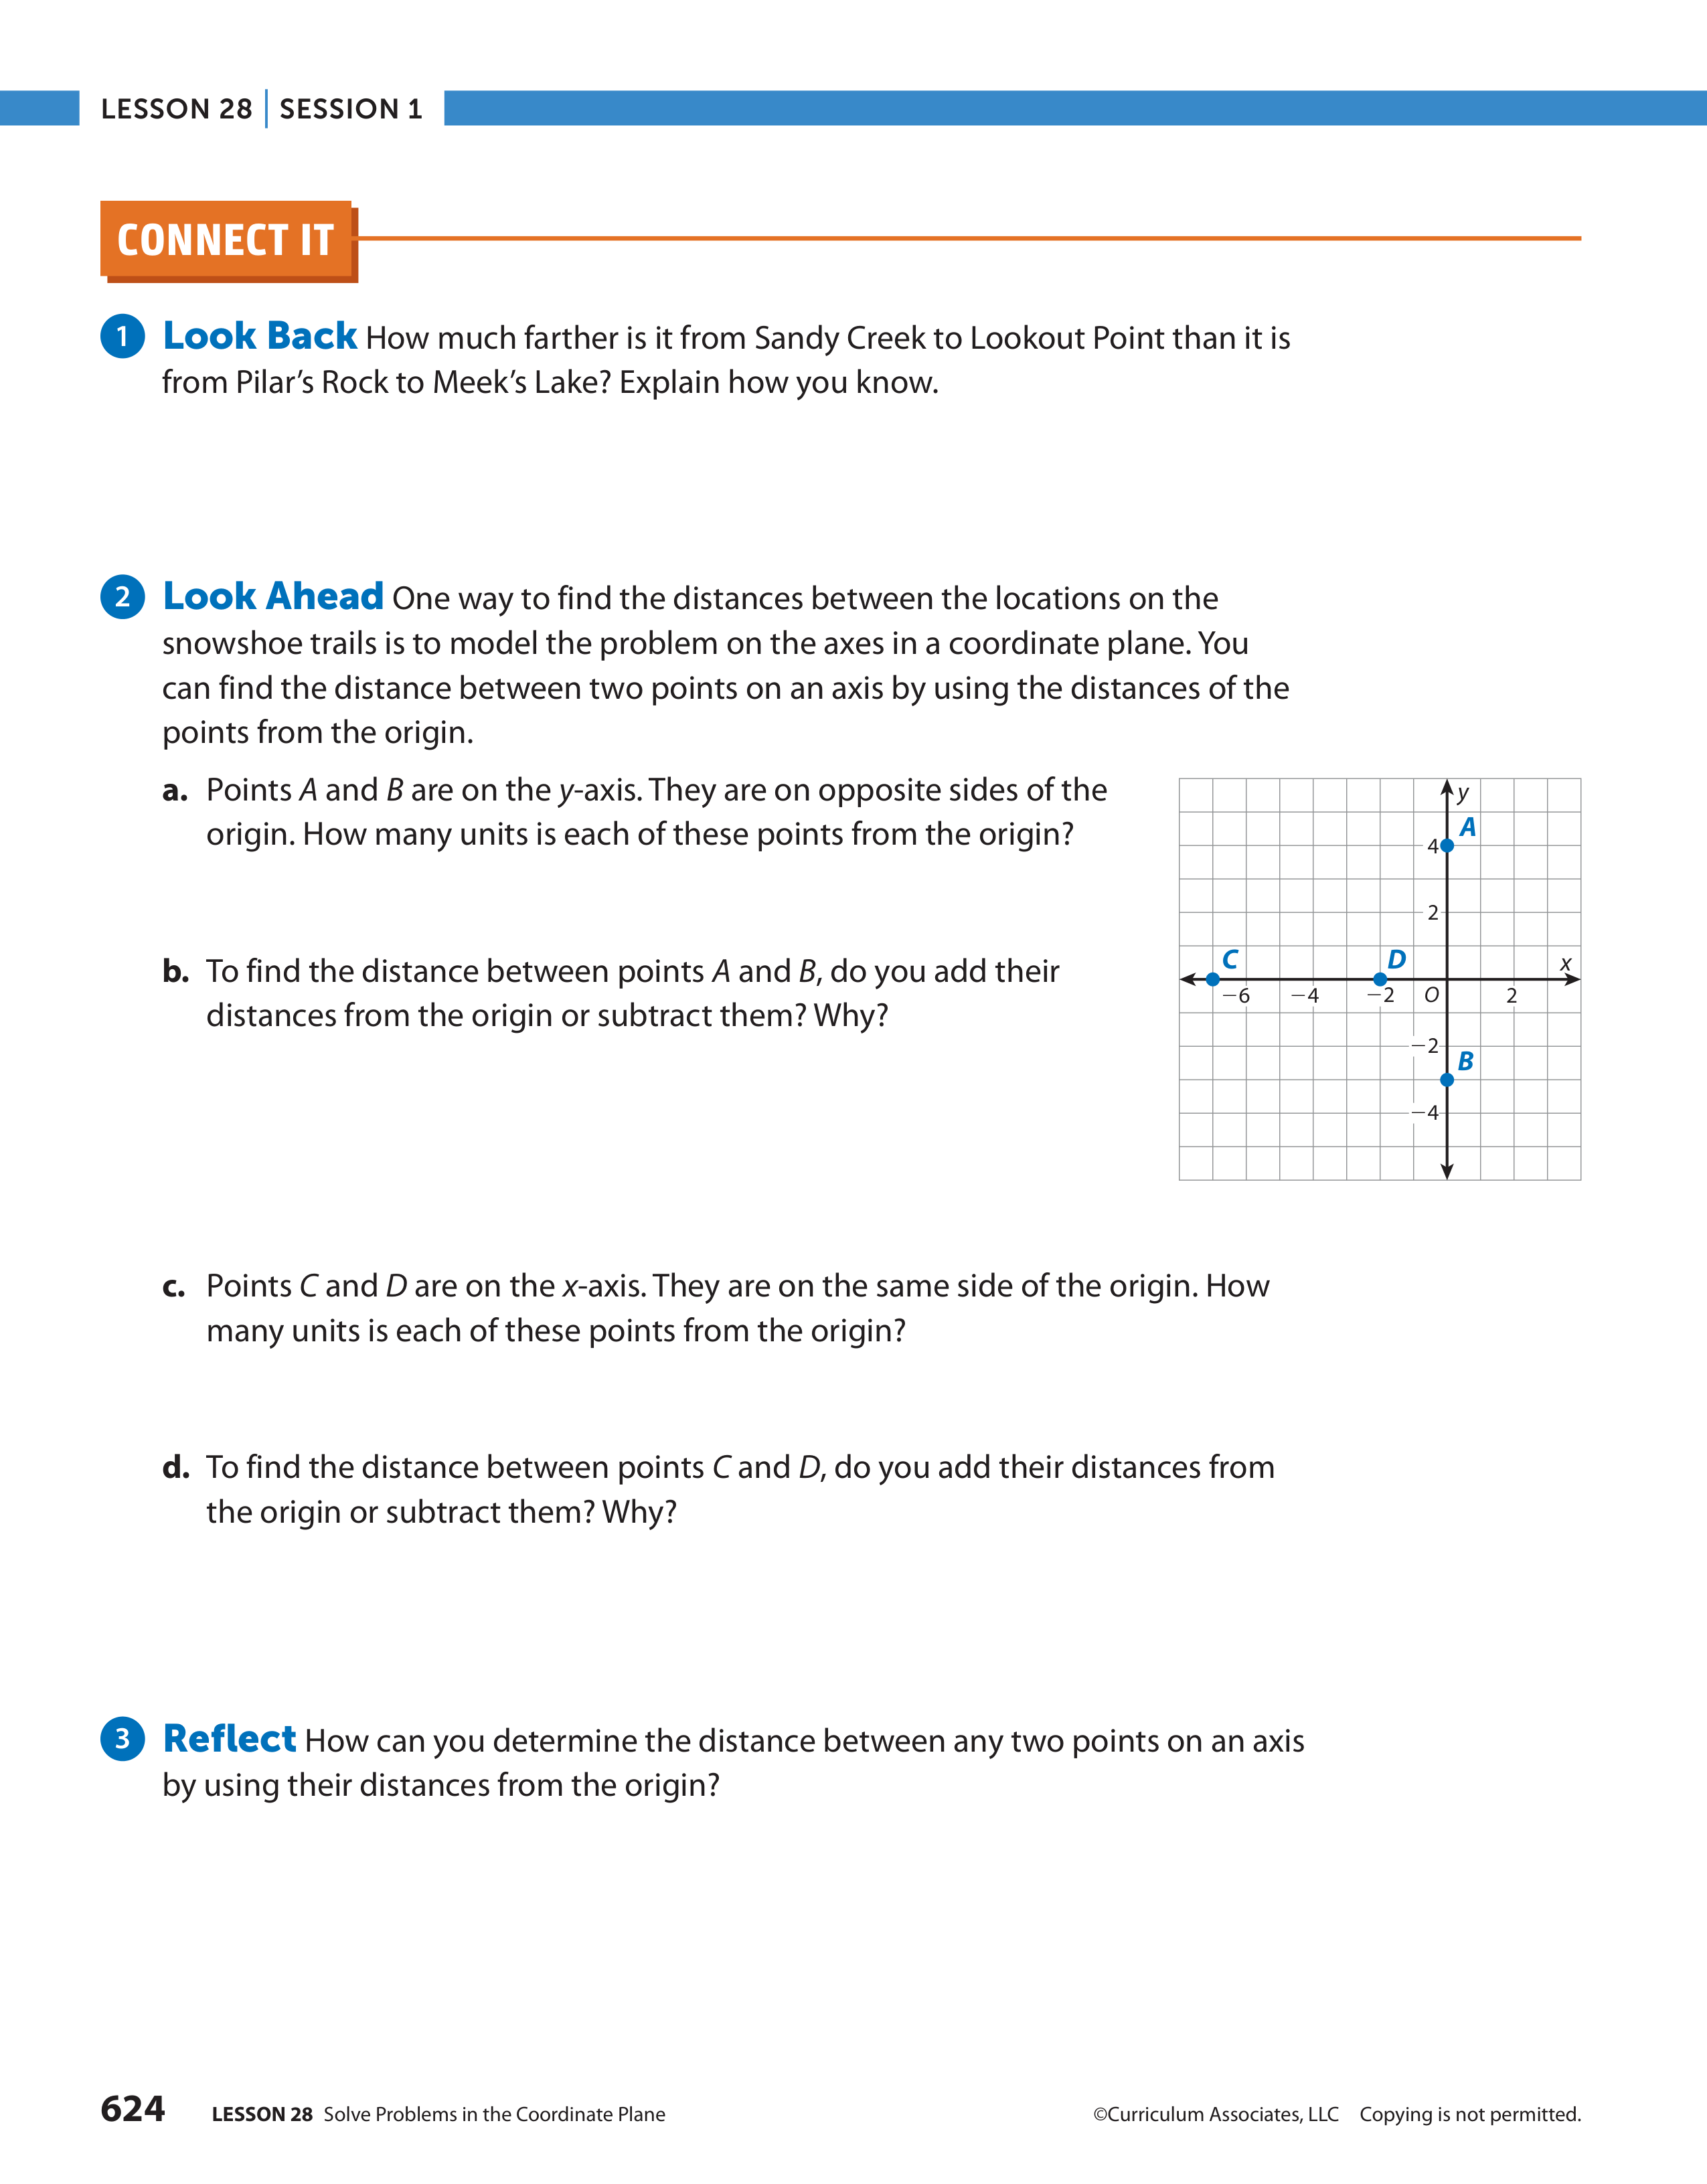 LESSON 28 | SESSION 1
CONNECT IT
1 Look Back How much farther is it from Sandy Creek to Lookout Point than it is
from Pilar’s Rock to Meek’s Lake? Explain how you know.
2 Look Ahead One way to find the distances between the locations on the
snowshoe trails is to model the problem on the axes in a coordinate plane. You
can find the distance between two points on an axis by using the distances of the
points from the origin.
a. Points A and B are on the y-axis. They are on opposite sides of the
origin. How many units is each of these points from the origin?
b. To find the distance between points A and B, do you add their
distances from the origin or subtract them? Why?
y
A
4
2
C D x
−6 −4 −2 O 2
−2
B
−4
c. Points C and D are on the x-axis. They are on the same side of the origin. How
many units is each of these points from the origin?
d. To find the distance between points C and D, do you add their distances from
the origin or subtract them? Why?
3 Reflect How can you determine the distance between any two points on an axis
by using their distances from the origin?
624 LESSON 28 Solve Problems in the Coordinate Plane ©Curriculum Associates, LLC Copying is not permitted.